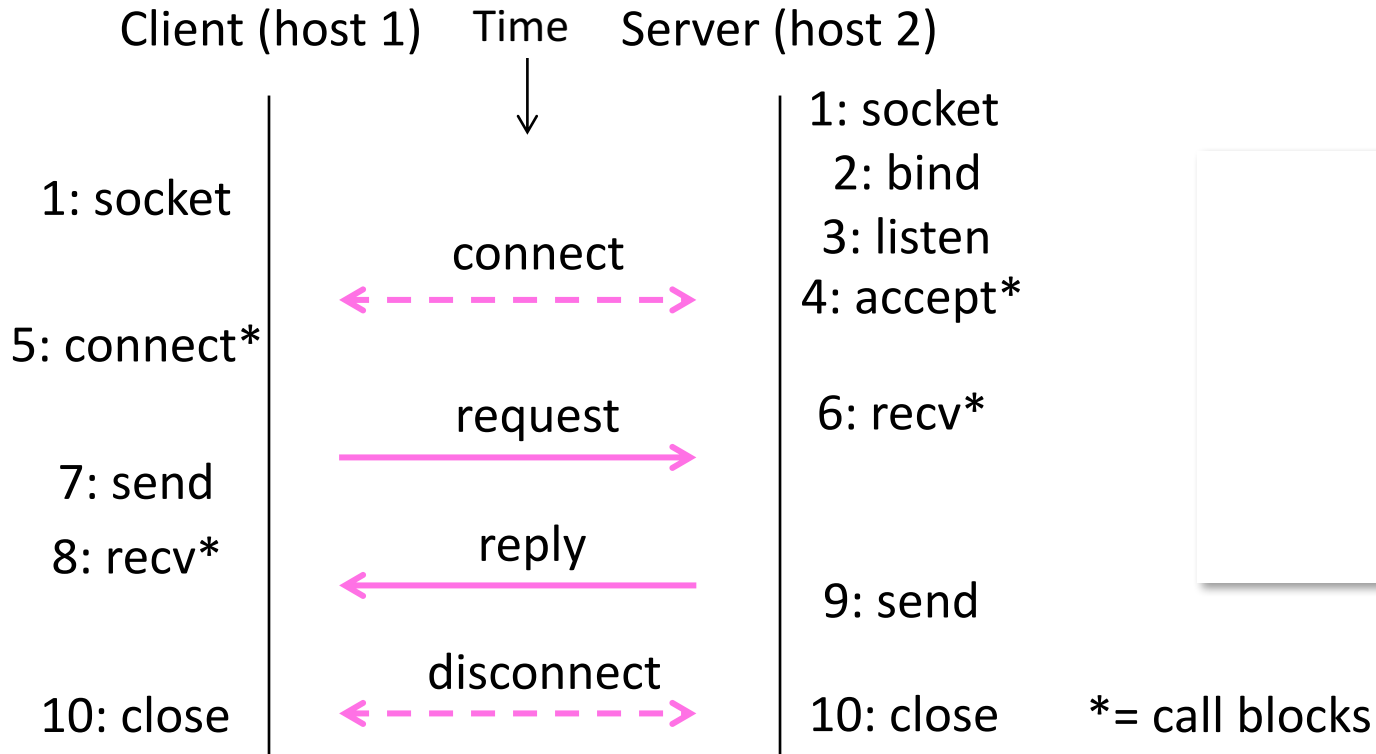 Client (host 1) Time Server (host 2)
1: socket
2: bind
1: socket
3: listen
connect
4: accept*
5: connect*
request
6: recv*
7: send
reply
8: recv*
9: send
disconnect
10: close
10: close
*= call blocks